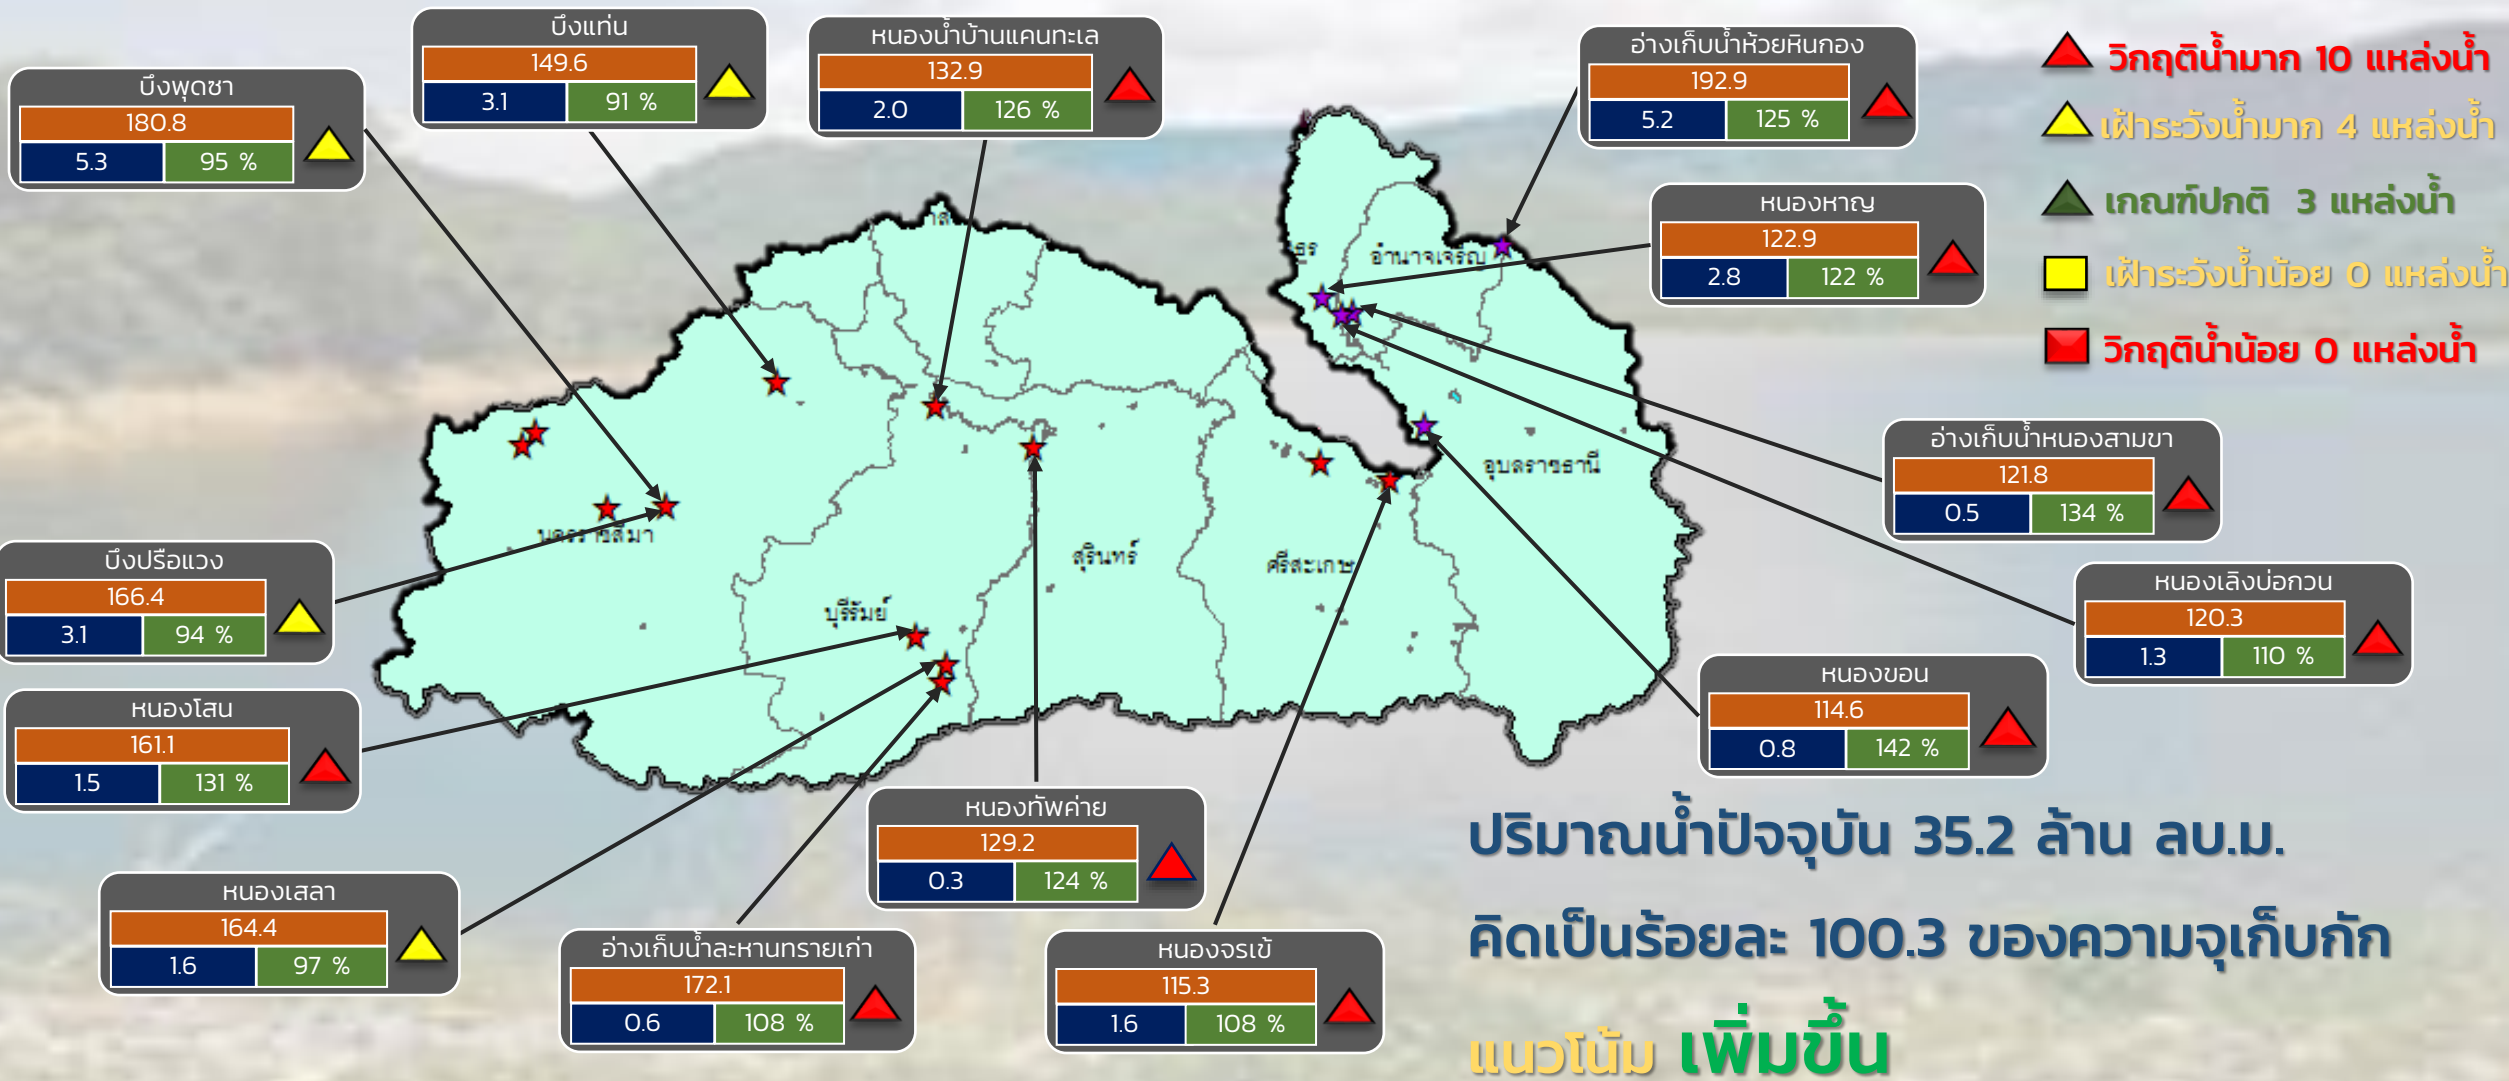 บึงพุดซา
180.8
5.3 95 %
บึงแท่น
149.6
3.1 91 %
หนองน้ำบ้านแคนทะเล
132.9
2.0 126 %
อ่างเก็บน้ำห้วยหินกอง
192.9
5.2 125 %
หนองหาญ
122.9
2.8 122 %
วิกฤติน้ำมาก 10 แหล่งน้ำ
เฝ้าระวังน้ำมาก 4 แหล่งน้ำ
เกณฑ์ปกติ 3 แหล่งน้ำ
เฝ้าระวังน้ำน้อย 0 แหล่งน้ำ
วิกฤติน้ำน้อย 0 แหล่งน้ำ
อำนาจเจริญ
อุบลราชธานี
นครราชสีมา
สุรินทร์
ศรีสะเกษ
บุรีรัมย์
อ่างเก็บน้ำหนองสามขา
121.8
0.5 134 %
บึงปรือแวง
166.4
3.1 94 %
หนองเลิงบ่อกวน
120.3
1.3 110 %
หนองโสน
161.1
1.5 131 %
หนองขอน
114.6
0.8 142 %
หนองทัพค่าย
129.2
0.3 124 %
หนองเสลา
164.4
1.6 97 %
อ่างเก็บน้ำละหานทรายเก่า
172.1
0.6 108 %
หนองจรเข้
115.3
1.6 108 %
ปริมาณน้ำปัจจุบัน 35.2 ล้าน ลบ.ม.
คิดเป็นร้อยละ 100.3 ของความจุเก็บกัก
แนวโน้ม เพิ่มขึ้น